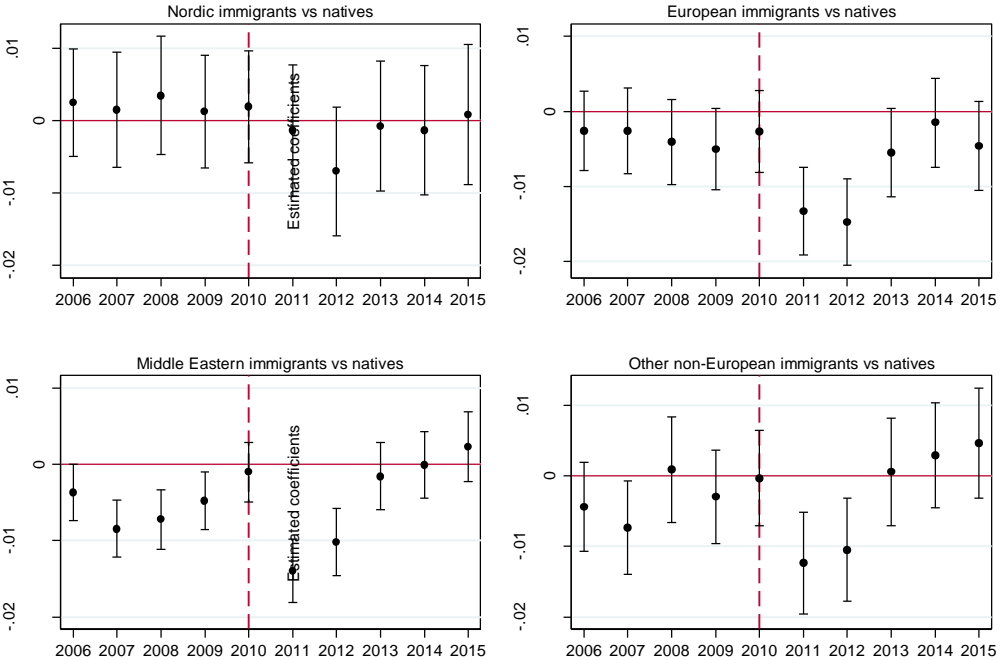 Nordic immigrants vs natives
.01
0
-.01
-.02
Estimated coefficients
2006 2007 2008 2009 2010 2011 2012 2013 2014 2015
European immigrants vs natives
.01
0
-.01
-.02
2006 2007 2008 2009 2010 2011 2012 2013 2014 2015
Middle Eastern immigrants vs natives
.01
0
-.01
-.02
Estimated coefficients
2006 2007 2008 2009 2010 2011 2012 2013 2014 2015
Other non-European immigrants vs natives
.01
0
-.01
-.02
2006 2007 2008 2009 2010 2011 2012 2013 2014 2015